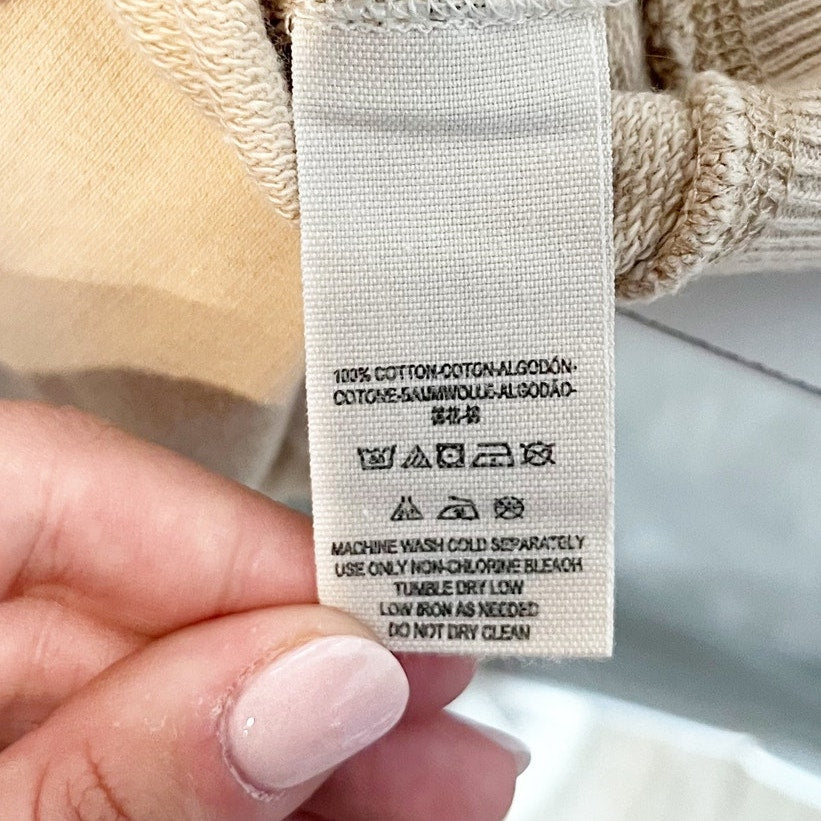 100% COTTON-COTON-ALGODÓN-
COTONE-BAUMWOLLE-ALGODÃO-
MACHINE WASH COLD SEPARATELY
USE ONLY NON-CHLORINE BLEACH
TUMBLE DRY LOW
LOW IRON AS NEEDED
DO NOT DRY CLEAN